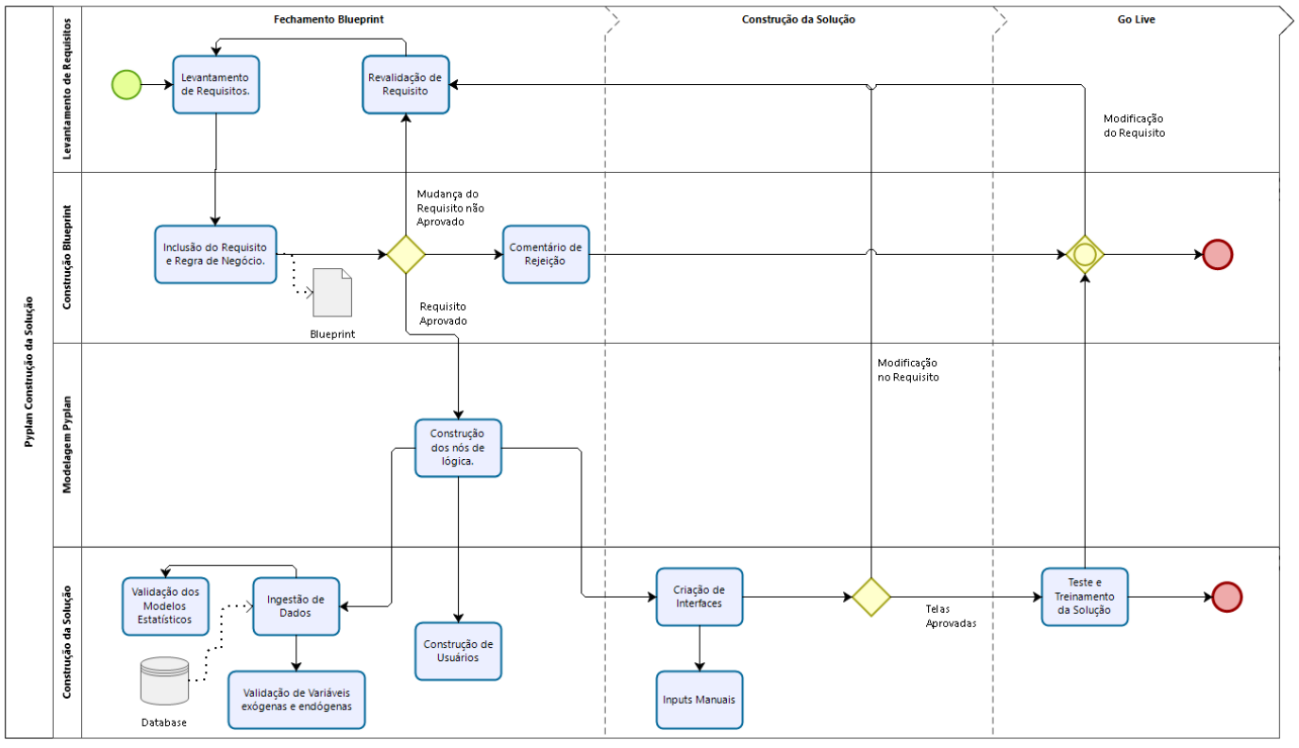 Fechamento Blueprint
Construção da Solução
Go Live
Pyplan Construção da Solução
Levantamento de Requisitos
Levantamento
de Requisitos.
Revalidação de
Requisito
Modificação
do Requisito
Construção Blueprint
Mudança do
Requisito não
Aprovado
Inclusão do Requisito
e Regra de Negócio.
Comentário de
Rejeição
Requisito
Aprovado
Blueprint
Modelagem Pyplan
Modificação
no Requisito
Construção
dos nós de
lógica.
Construção da Solução
Validação dos
Modelos
Estatísticos
Ingestão de
Dados
Criação de
Interfaces
Teste e
Treinamento
da Solução
Telas
Aprovadas
Construção de
Usuários
Validação de Variáveis
exógenas e endógenas
Inputs Manuais
Database